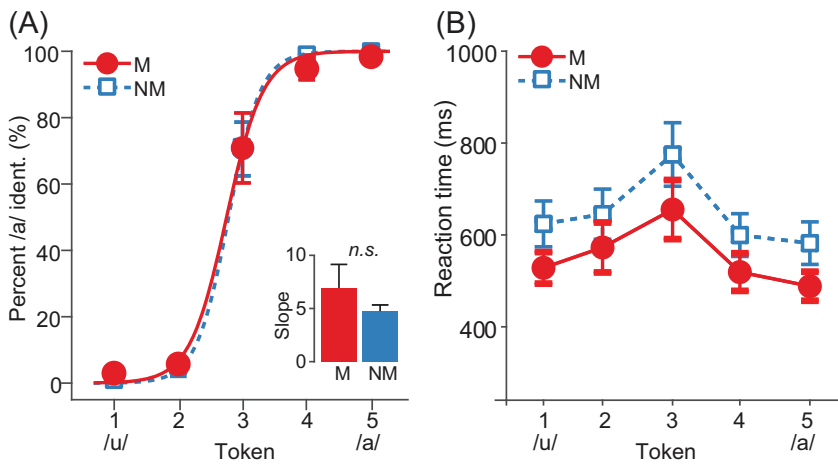 (A)
100
80
60
40
20
0
Percent /a/ ident. (%)
M
NM
n.s.
10
5
0
Slope
M NM
1 2 3 4 5
/u/ Token /a/
(B)
1000
800
600
400
Reaction time (ms)
M
NM
1 2 3 4 5
/u/ Token /a/